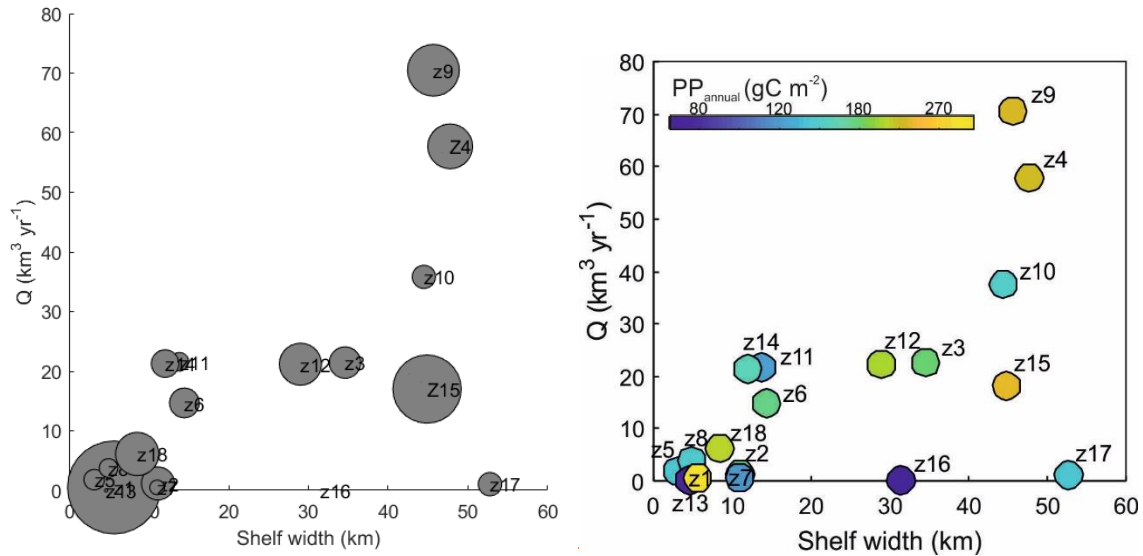 80
70
60
50
40
30
20
10
0
Q (km³ yr⁻¹)
z9
Z4
z10
z14
z11
z12
z3
Z15
z6
z18
z8
z5
z1
z13
z2
z7
z16
z17
0
10
20
30
40
50
60
Shelf width (km)
80
70
60
50
40
30
20
10
0
Q (km³ yr⁻¹)
PP annual (gC m⁻²)
80 120 180 270
z9
z4
z10
z14
z11
z12
z3
z15
z6
z5
z8
z18
z2
z1
z7
z16
z17
z13
0 10 20 30 40 50 60
Shelf width (km)